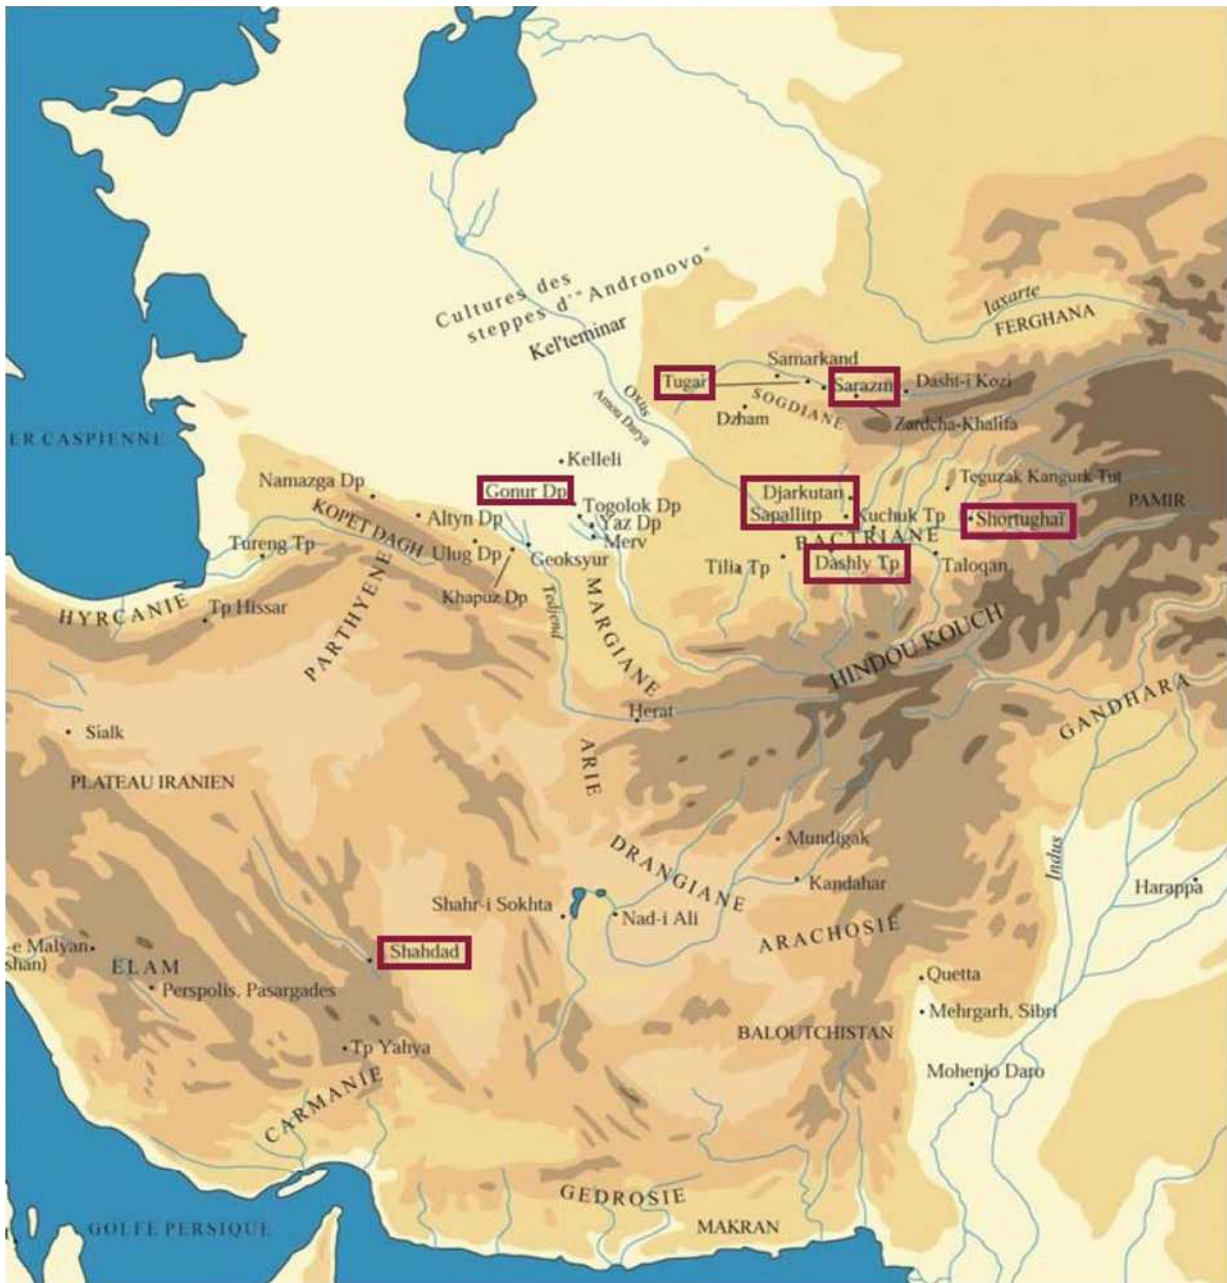 Cultures des
steppes d'"Andronovo"
Kel'teminar
Iaxarte
FERGHANA
Samarkand
Tugai
Sarazm
Dasht-i Kozi
SOGDIANE
Dzham
Zardcha-Khalifa
Oxus
Amou Darya
ER CASPIENNE
Kelleli
Namazga Dp
Gonur Dp
Djarkutan
Teguzak Kangurk Tut
PAMIR
Togolok Dp
Sapallitp
Kuchuk Tp
Shortughaï
KOPET DAGH
Altyn Dp
Yaz Dp
Merv
BACTRIANE
Tureng Tp
Ulug Dp
Geoksyur
Tilia Tp
Dashly Tp
Taloqan
Khapuz Dp
HYRCANIE
Tp Hissar
PARTHYENE
Tedjend
MARGIANE
HINDOU KOUCH
GANDHARA
Herat
Sialk
ARIE
PLATEAU IRANIEN
Mundigak
DRANGIANE
Kandahar
Indus
Harappa
Shahr-i Sokhta
Nad-i Ali
ARACHOSIE
-e Malyan
shan)
Shahdad
ELAM
Perspolis, Pasargades
Quetta
Mehrgarh, Sibri
BALOUTCHISTAN
Tp Yahya
Mohenjo Daro
CARMANIE
GEDROSIE
MAKRAN
GOLFE PERSIQUE